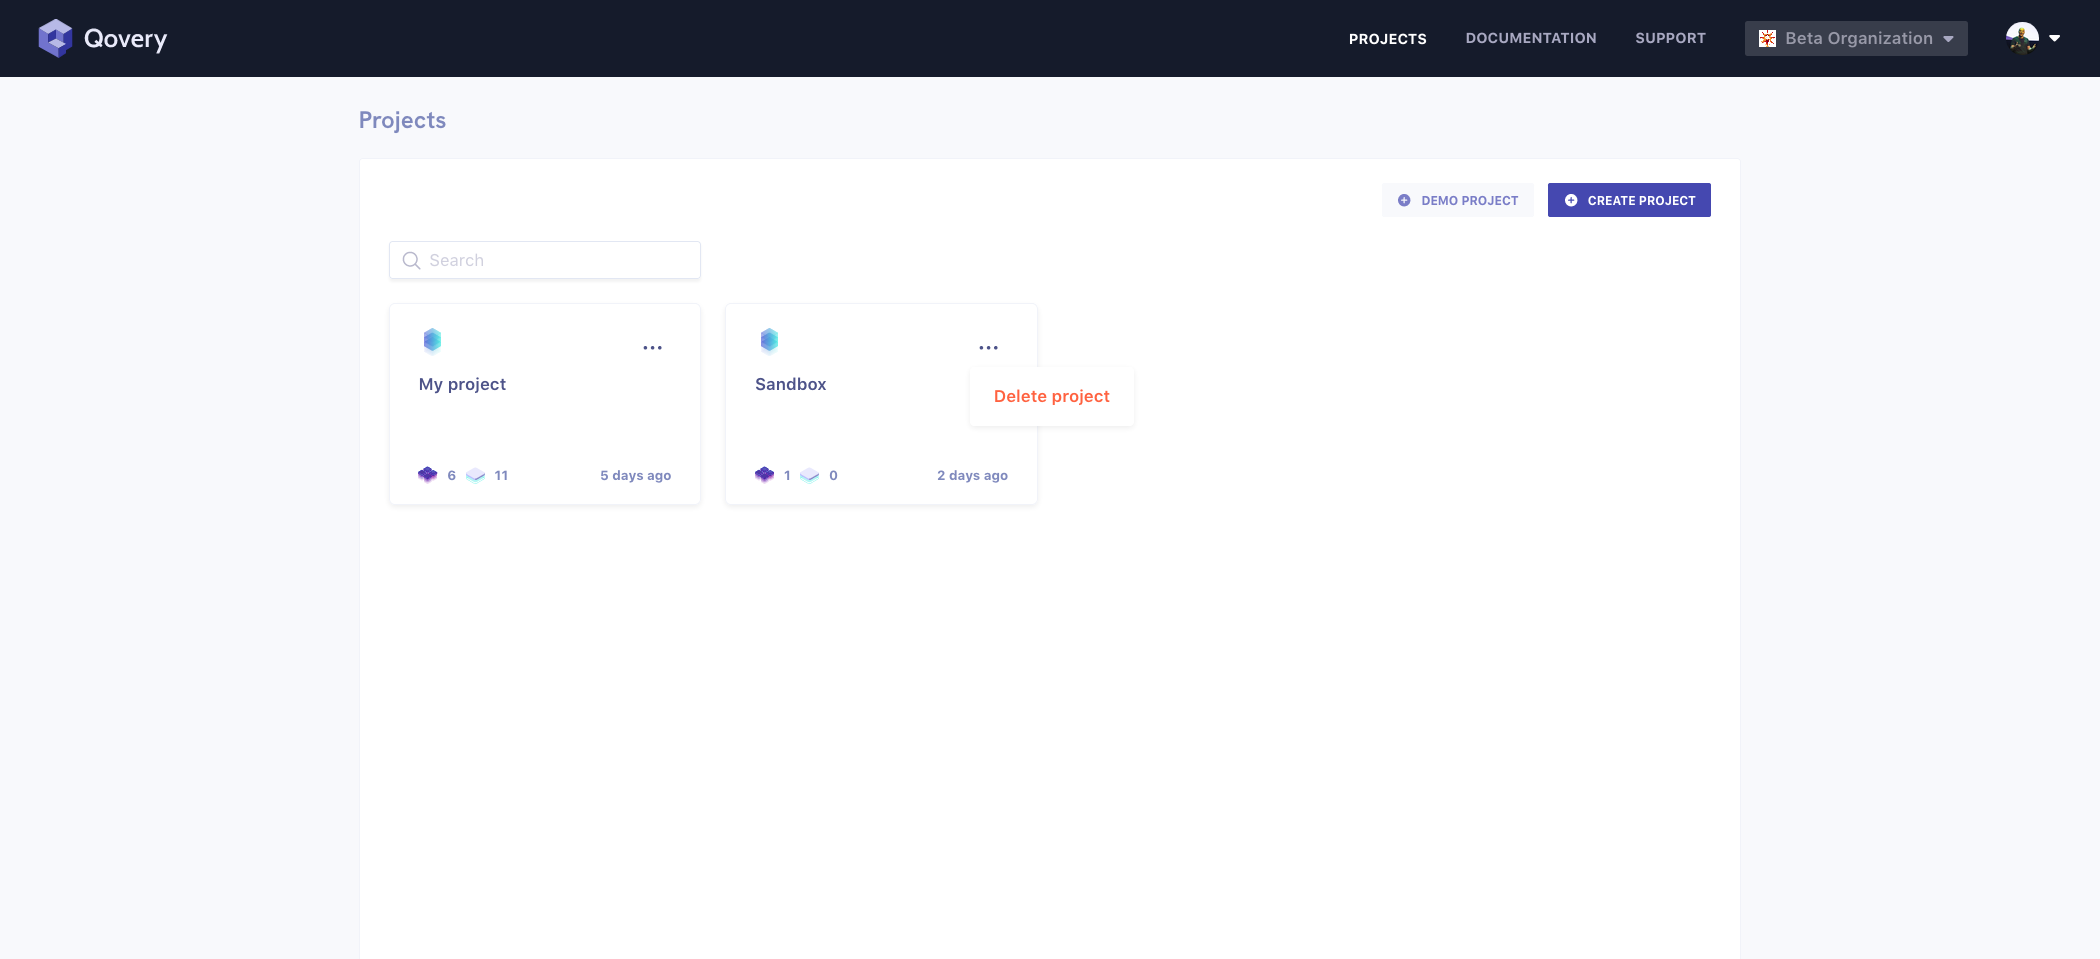 Qovery
PROJECTS DOCUMENTATION SUPPORT Beta Organization
Projects
DEMO PROJECT CREATE PROJECT
Search
My project Sandbox
Delete project
6 11 5 days ago 1 0 2 days ago